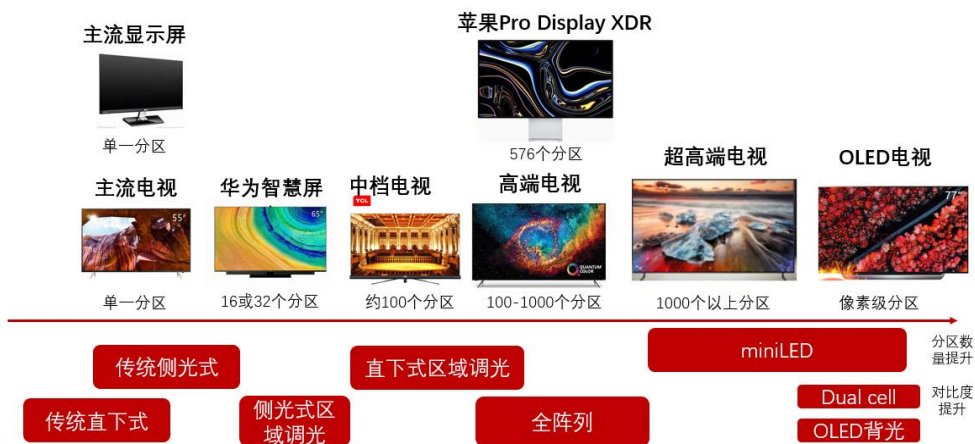 主流显示屏
苹果Pro Display XDR
单一分区
576个分区
主流电视
华为智慧屏
中档电视
高端电视
超高端电视
OLED电视
TCL
55"
65"
77"
QUANTUM
COLOR
单一分区
16或32个分区
约100个分区
100-1000个分区
1000个以上分区
像素级分区
分区数
量提升
传统侧光式
直下式区域调光
miniLED
传统直下式
侧光式区
域调光
全阵列
Dual cell
OLED背光
对比度
提升